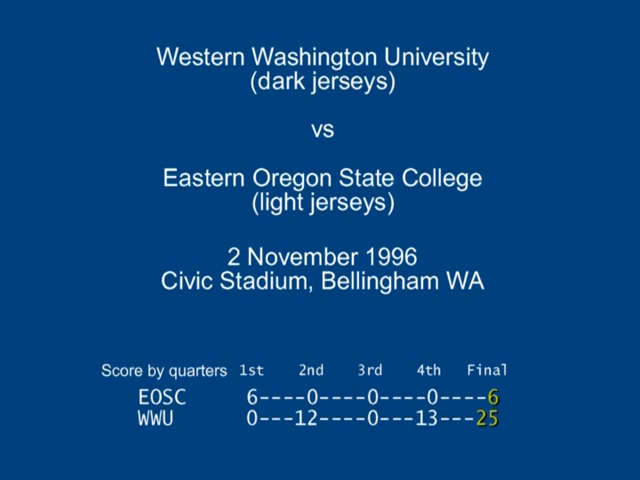 Western Washington University
(dark jerseys)
vs
Eastern Oregon State College
(light jerseys)
2 November 1996
Civic Stadium, Bellingham WA
Score by quarters 1st 2nd 3rd 4th Final
EOSC 6----0----0----0----6
WWU 0---12----0---13---25